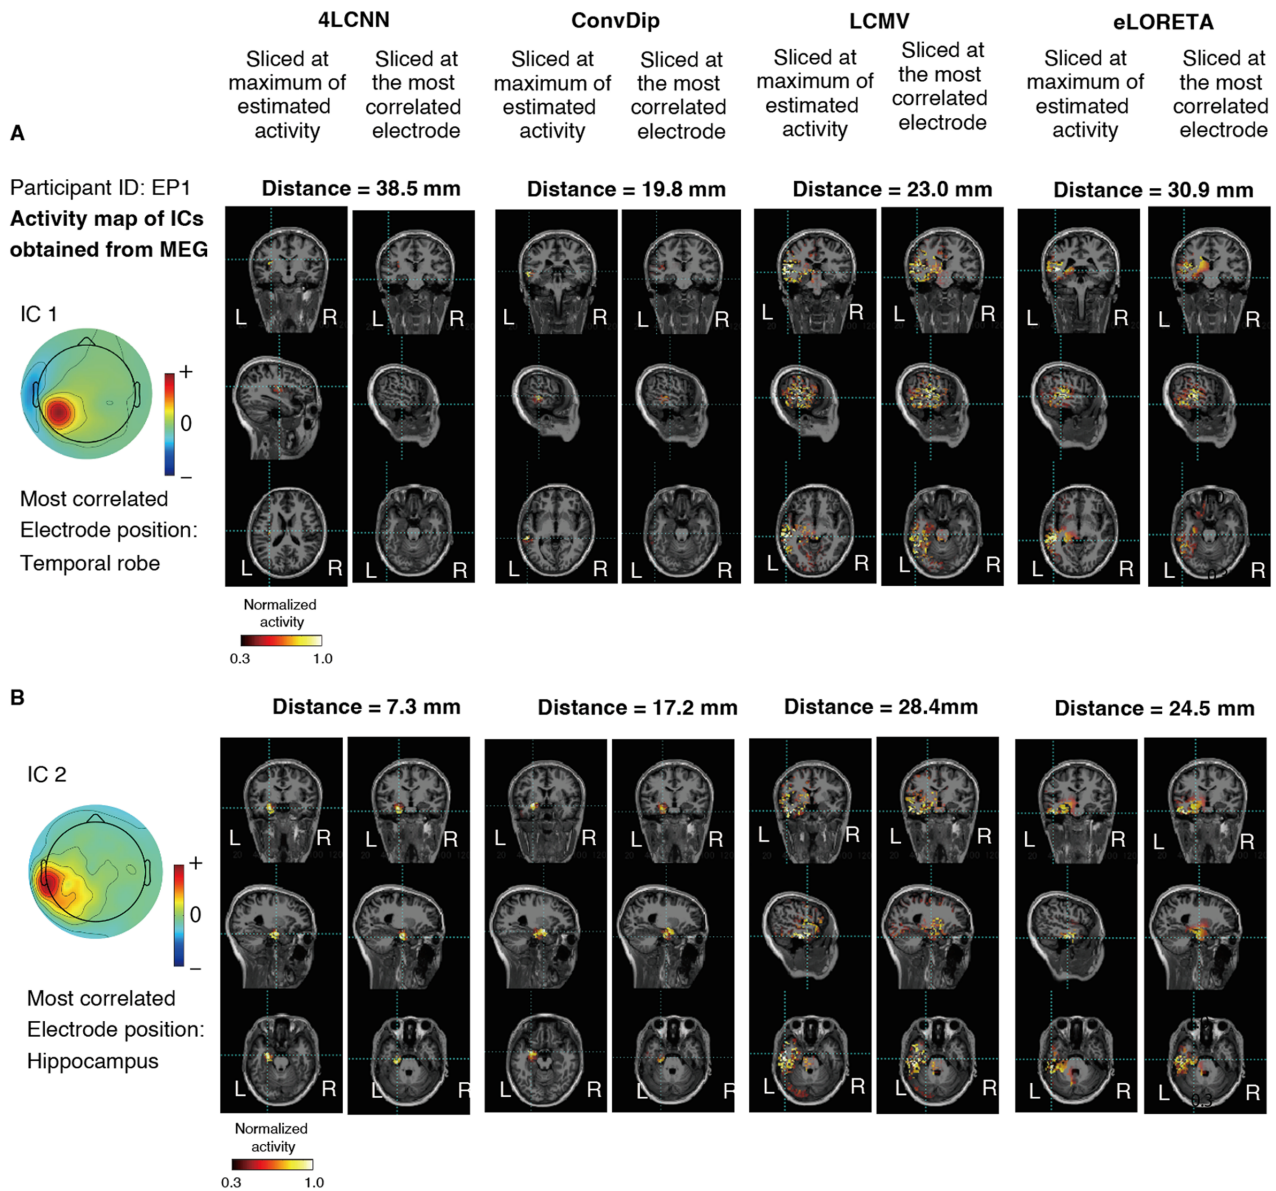 4LCNN ConvDip LCMV eLORETA
Sliced at maximum of estimated activity
Sliced at the most correlated electrode
Sliced at maximum of estimated activity
Sliced at the most correlated electrode
Sliced at maximum of estimated activity
Sliced at the most correlated electrode
Sliced at maximum of estimated activity
Sliced at the most correlated electrode
A
Participant ID: EP1
Activity map of ICs
obtained from MEG
Distance = 38.5 mm Distance = 19.8 mm Distance = 23.0 mm Distance = 30.9 mm
L R L R L R L R L R L R L R L R
IC 1
+
0
−
Most correlated
Electrode position:
Temporal robe
L R L R L R L R L R L R L R L R
Normalized
activity
0.3 1.0
B
Distance = 7.3 mm Distance = 17.2 mm Distance = 28.4mm Distance = 24.5 mm
IC 2
L R L R L R L R L R L R L R L R
+
0
−
Most correlated
Electrode position:
Hippocampus
L R L R L R L R L R L R L R L R
0.3
Normalized
activity
0.3 1.0